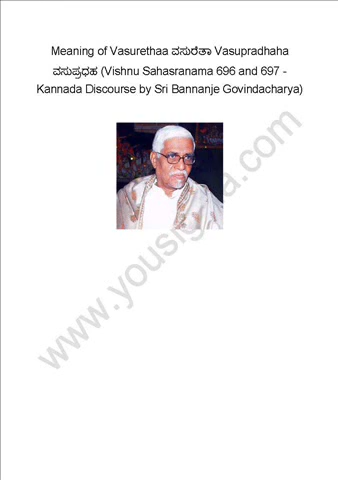 Meaning of Vasurethaa ವಸುರೆತಾ Vasupradhaha
ವಸುಪ್ರಧಹ (Vishnu Sahasranama 696 and 697 -
Kannada Discourse by Sri Bannanje Govindacharya)
www.yousigma.com